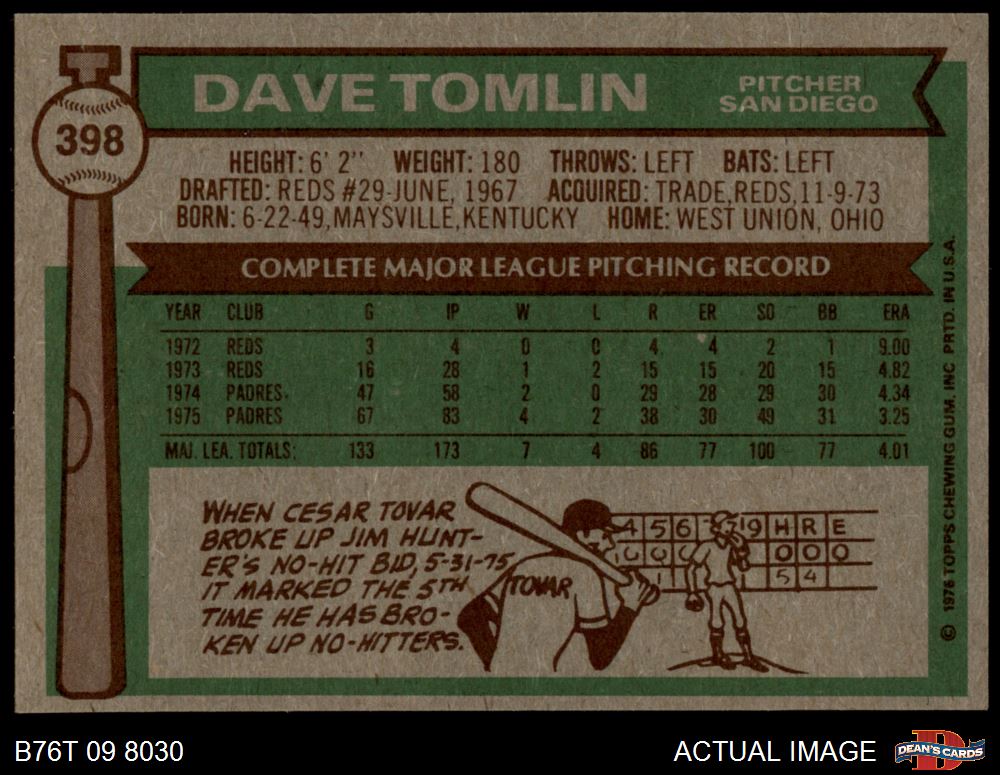 398
DAVE TOMLIN
PITCHER
SAN DIEGO
HEIGHT: 6' 2" WEIGHT: 180 THROWS: LEFT BATS: LEFT
DRAFTED: REDS #29-JUNE, 1967 ACQUIRED: TRADE,REDS,11-9-73
BORN: 6-22-49,MAYSVILLE,KENTUCKY HOME: WEST UNION, OHIO
COMPLETE MAJOR LEAGUE PITCHING RECORD
YEAR CLUB G IP W L R ER SO BB ERA
1972 REDS 3 4 0 0 4 4 2 1 9.00
1973 REDS 16 28 1 2 15 15 20 15 4.82
1974 PADRES 47 58 2 0 29 28 29 30 4.34
1975 PADRES 67 83 4 2 38 30 49 31 3.25
MAJ. LEA. TOTALS: 133 173 7 4 86 77 100 77 4.01
WHEN CESAR TOVAR
BROKE UP JIM HUNT-
ER'S NO-HIT BID, 5-31-75,
IT MARKED THE 5TH
TIME HE HAS BRO-
KEN UP NO-HITTERS.
TOVAR
4 5 6 7 9 H R E
0 0 0
5 4
© 1976 TOPPS CHEWING GUM, INC PRTD. IN U.S.A.
B76T 09 8030
ACTUAL IMAGE
DEAN'S CARDS